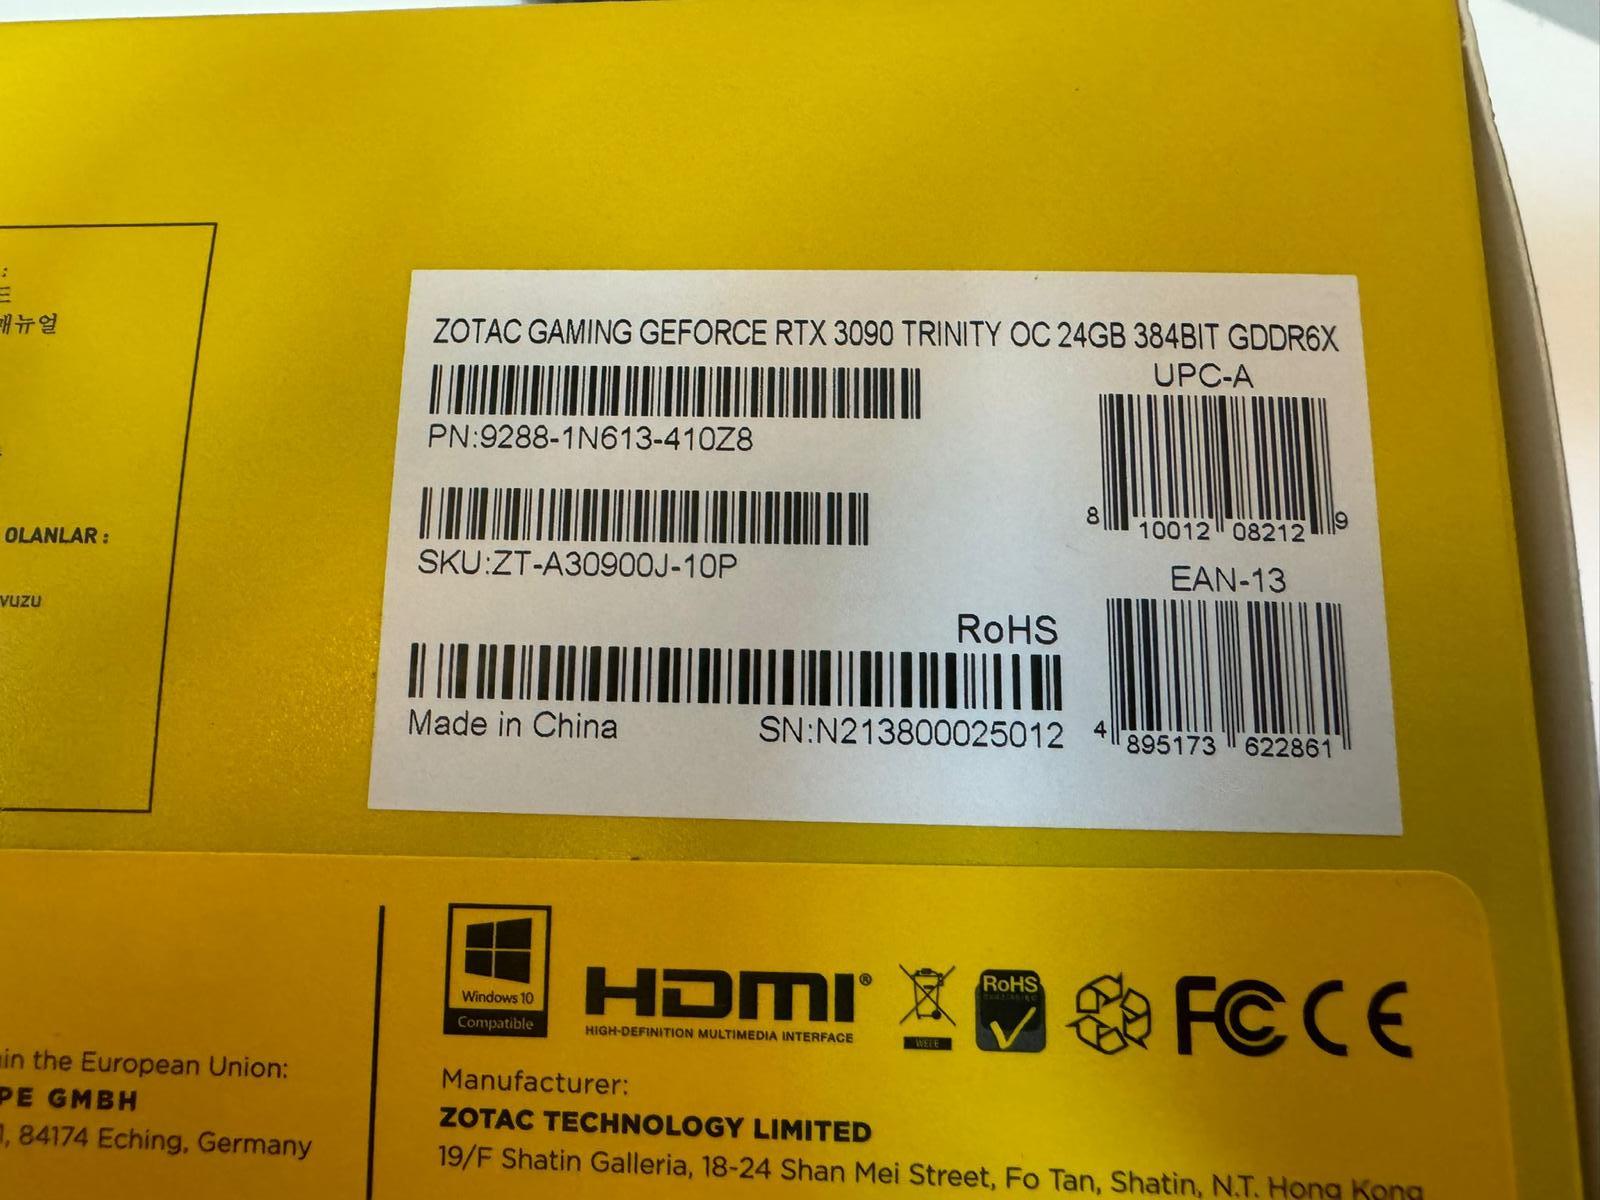 :
드
매뉴얼
OLANLAR :
vuzu
ZOTAC GAMING GEFORCE RTX 3090 TRINITY OC 24GB 384BIT GDDR6X
UPC-A
PN:9288-1N613-410Z8
8 10012 08212 9
SKU:ZT-A30900J-10P
EAN-13
RoHS
Made in China SN:N213800025012
4 895173 622861
Windows 10
Compatible
HDMI®
HIGH-DEFINITION MULTIMEDIA INTERFACE
WEEE
RoHS
FC CE
in the European Union:
PE GMBH
, 84174 Eching, Germany
Manufacturer:
ZOTAC TECHNOLOGY LIMITED
19/F Shatin Galleria, 18-24 Shan Mei Street, Fo Tan, Shatin, N.T. Hong Kong